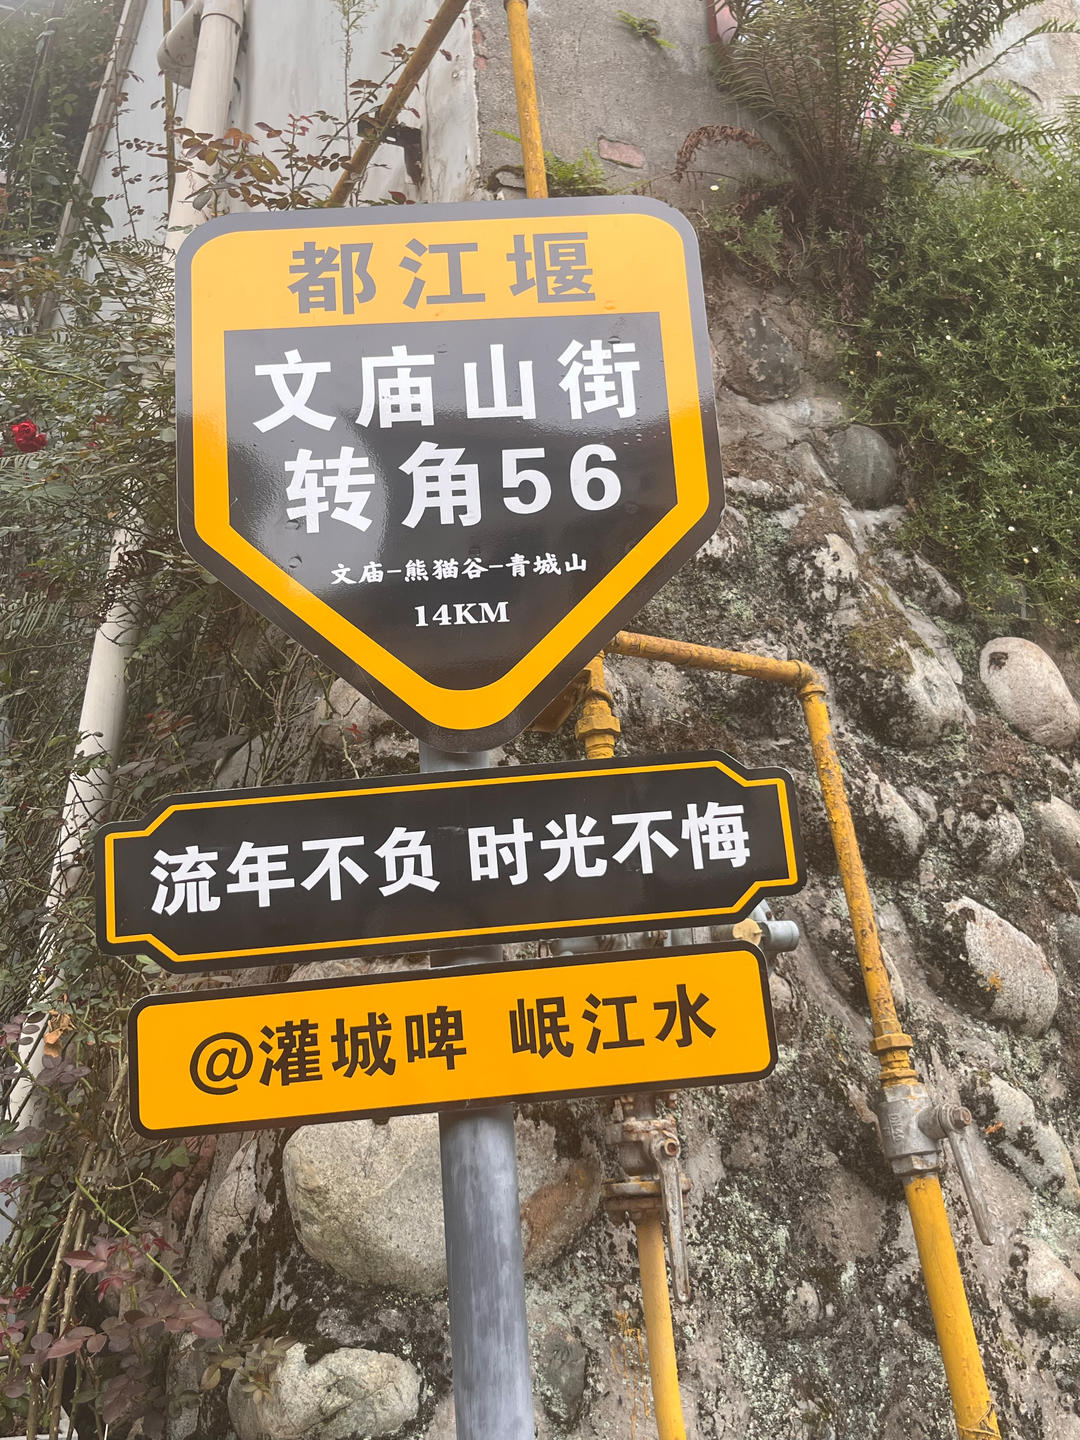 都江堰
文庙山街
转角56
文庙-熊猫谷-青城山
14KM
流年不负 时光不悔
@灌城啤 岷江水